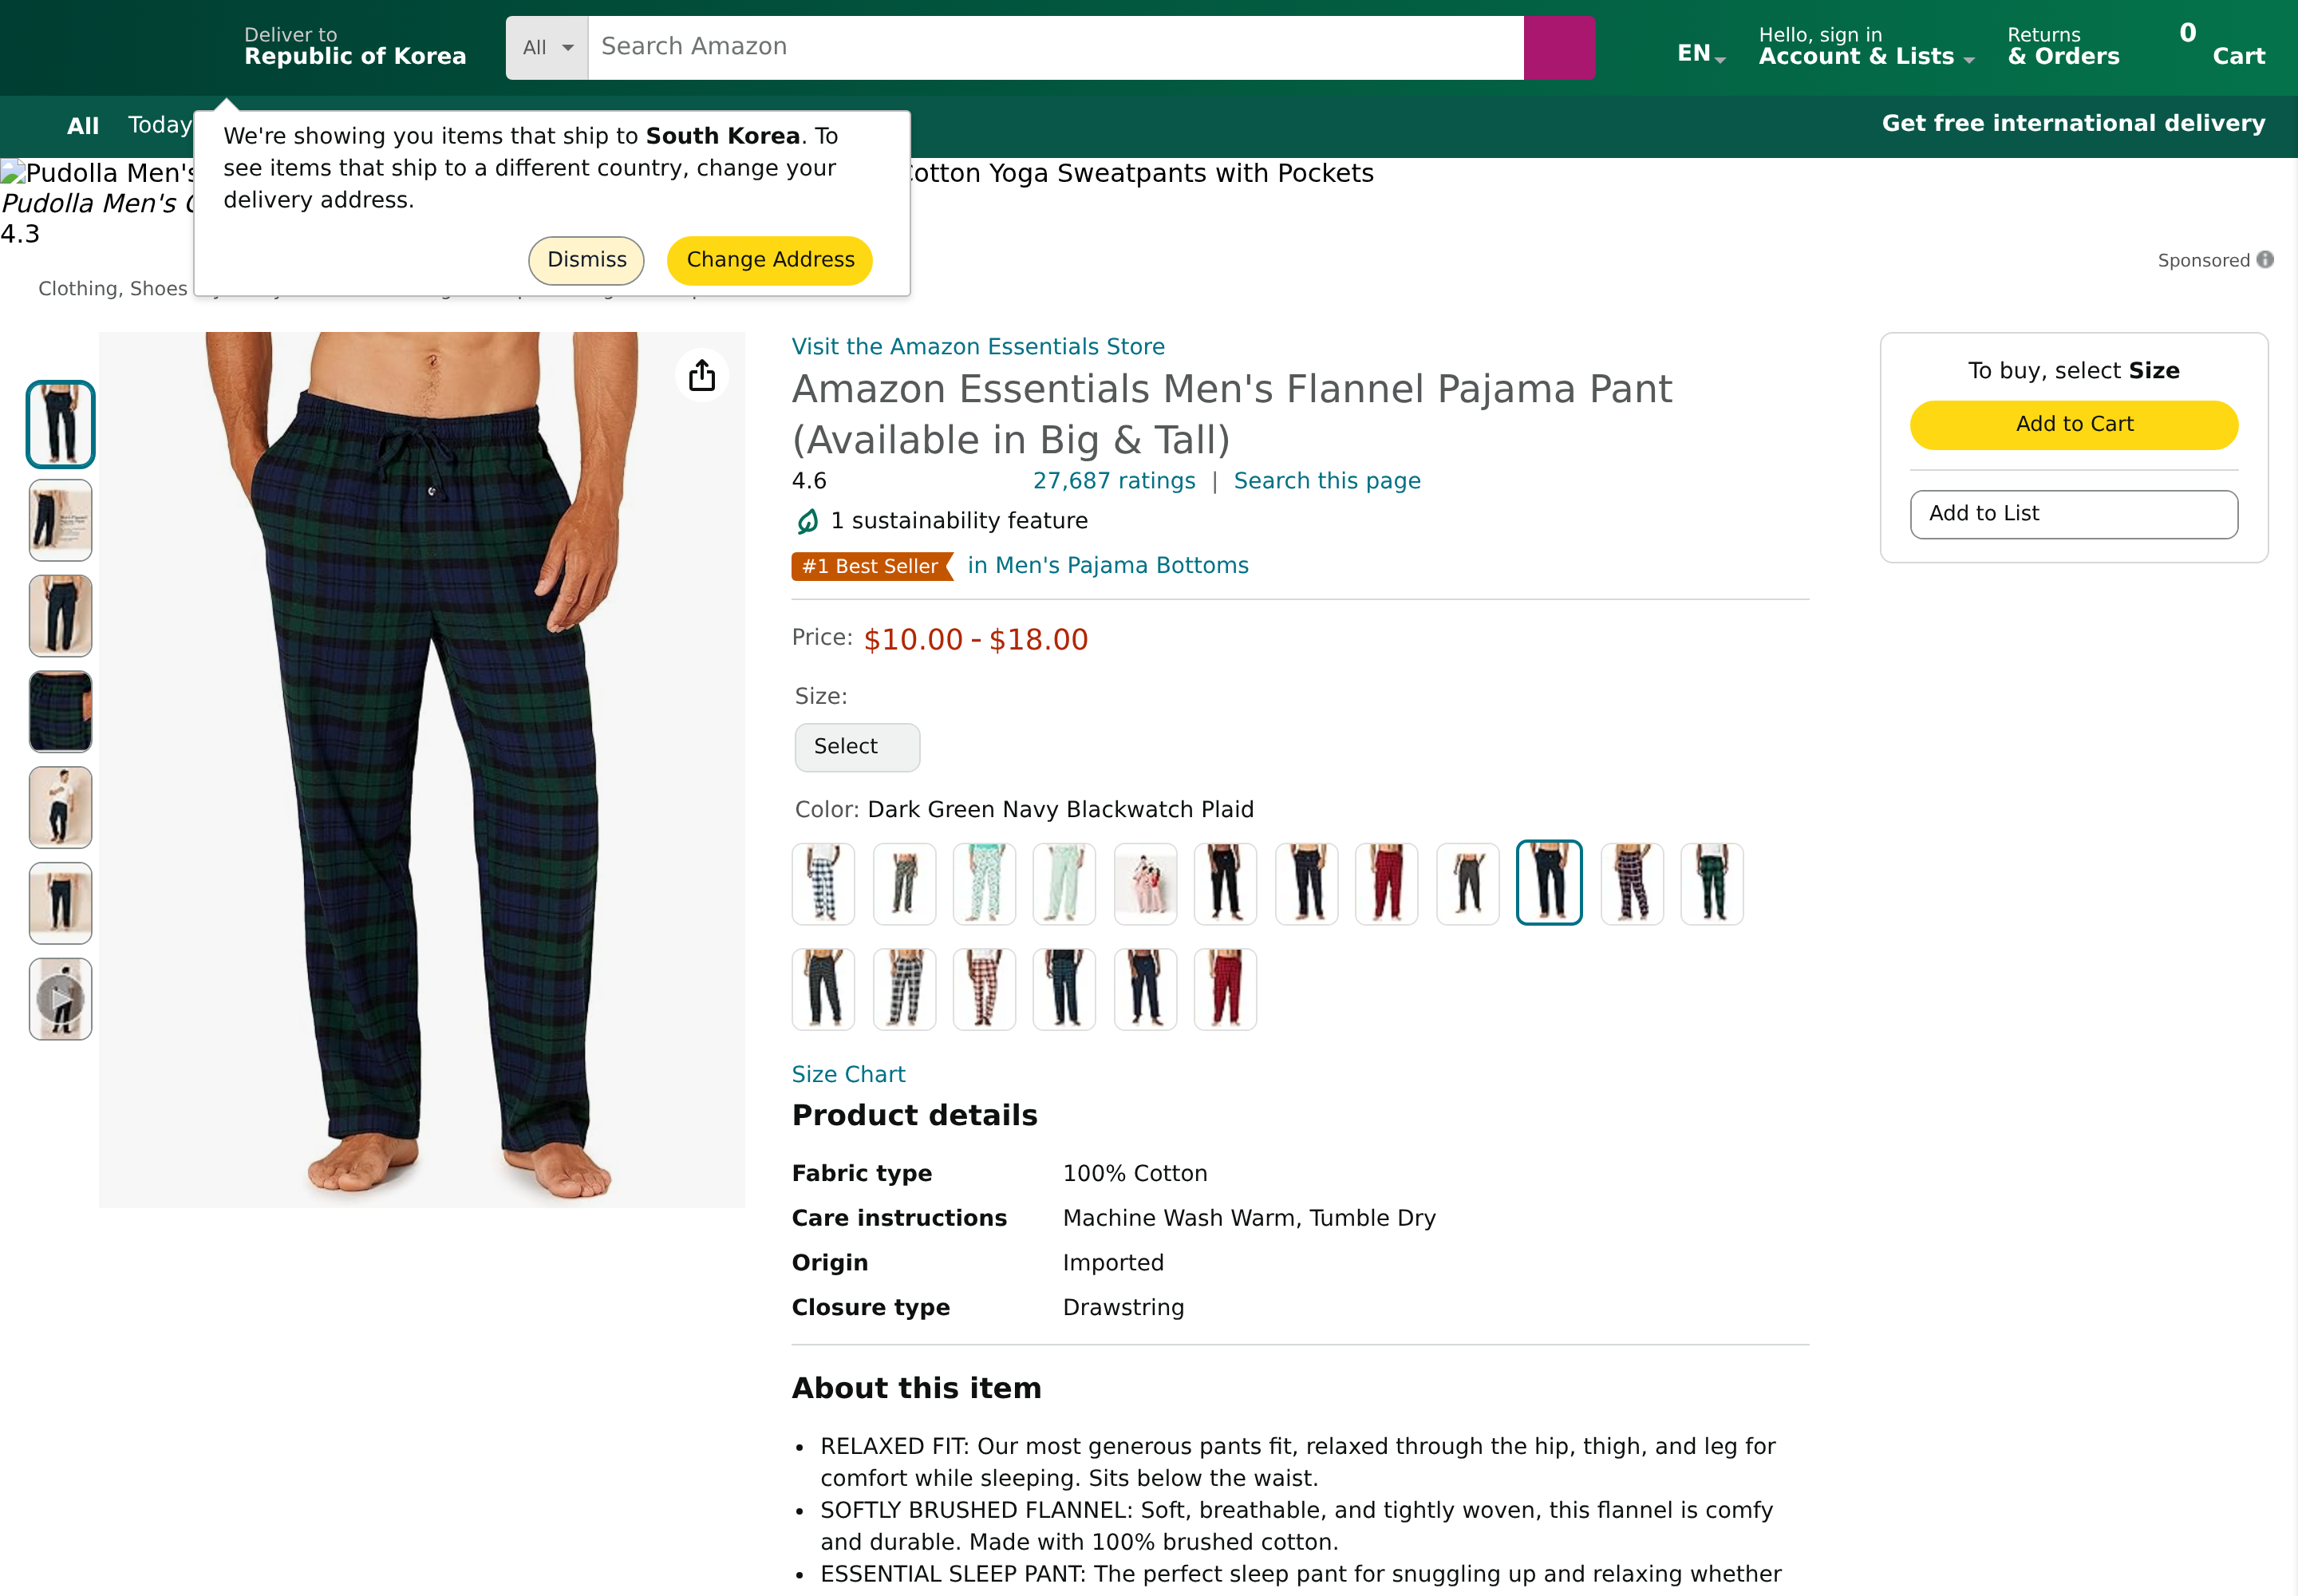 Deliver to
Republic of Korea
All
Search Amazon
EN
Hello, sign in
Account & Lists
Returns
& Orders
0
Cart
All
Today
Get free international delivery
We're showing you items that ship to South Korea. To
see items that ship to a different country, change your
delivery address.
Dismiss
Change Address
Pudolla Men's
otton Yoga Sweatpants with Pockets
Pudolla Men's
4.3
Sponsored
Clothing, Shoes
Visit the Amazon Essentials Store
Amazon Essentials Men's Flannel Pajama Pant
(Available in Big & Tall)
4.6
27,687 ratings | Search this page
1 sustainability feature
#1 Best Seller in Men's Pajama Bottoms
Price: $10.00 - $18.00
Size:
Select
Color: Dark Green Navy Blackwatch Plaid
Size Chart
Product details
Fabric type 100% Cotton
Care instructions Machine Wash Warm, Tumble Dry
Origin Imported
Closure type Drawstring
About this item
• RELAXED FIT: Our most generous pants fit, relaxed through the hip, thigh, and leg for
comfort while sleeping. Sits below the waist.
• SOFTLY BRUSHED FLANNEL: Soft, breathable, and tightly woven, this flannel is comfy
and durable. Made with 100% brushed cotton.
• ESSENTIAL SLEEP PANT: The perfect sleep pant for snuggling up and relaxing whether
To buy, select Size
Add to Cart
Add to List